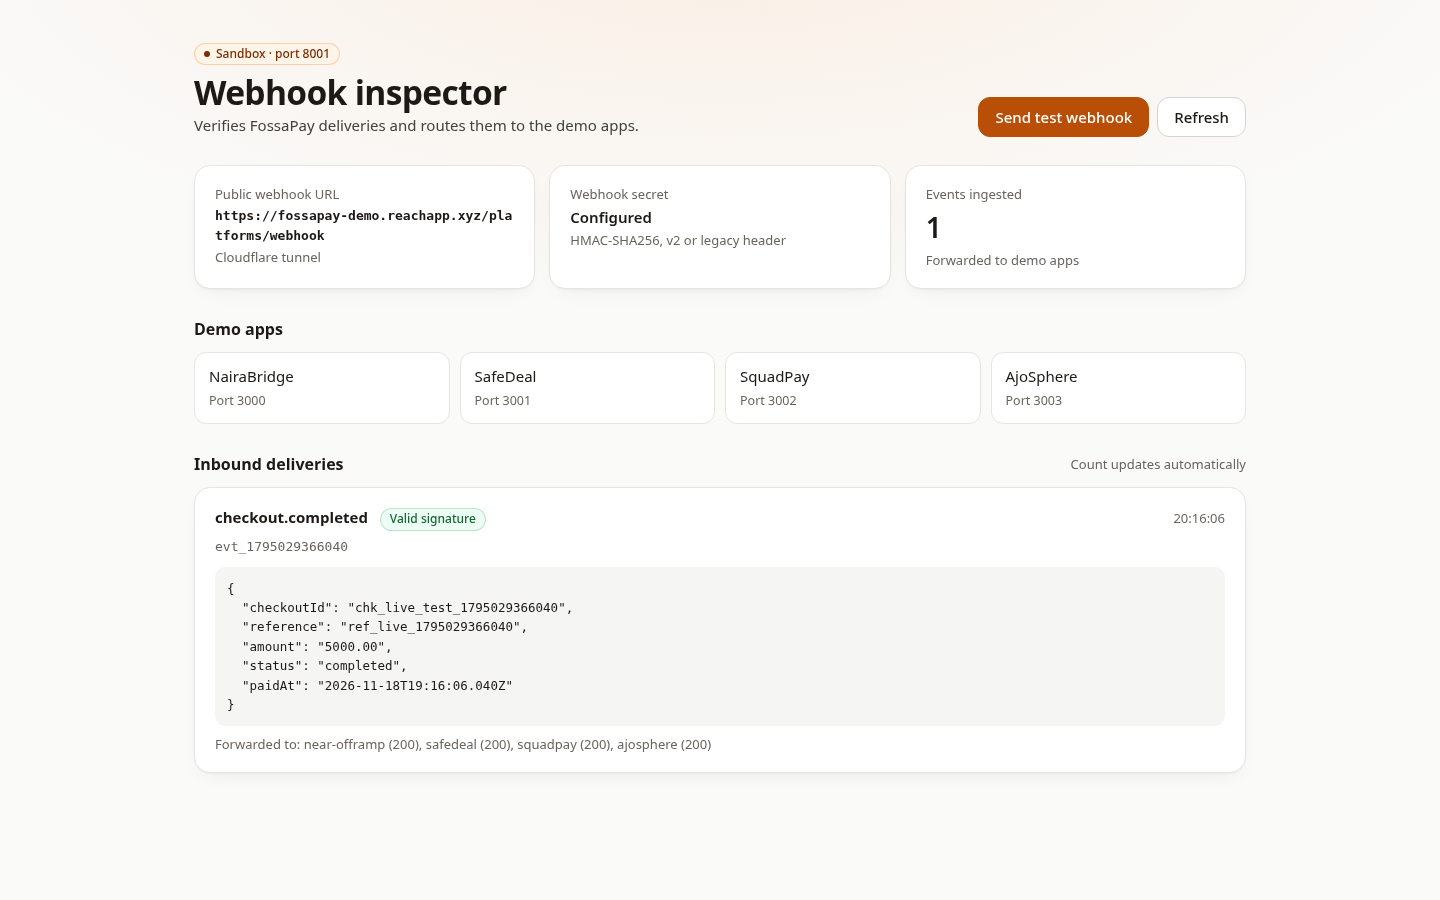 Sandbox · port 8001
Webhook inspector
Verifies FossaPay deliveries and routes them to the demo apps.
Send test webhook
Refresh
Public webhook URL
https://fossapay-demo.reachapp.xyz/pla
tforms/webhook
Cloudflare tunnel
Webhook secret
Configured
HMAC-SHA256, v2 or legacy header
Events ingested
1
Forwarded to demo apps
Demo apps
NairaBridge
Port 3000
SafeDeal
Port 3001
SquadPay
Port 3002
AjoSphere
Port 3003
Inbound deliveries
Count updates automatically
checkout.completed
Valid signature
20:16:06
evt_1795029366040
{
"checkoutId": "chk_live_test_1795029366040",
"reference": "ref_live_1795029366040",
"amount": "5000.00",
"status": "completed",
"paidAt": "2026-11-18T19:16:06.040Z"
}
Forwarded to: near-offramp (200), safedeal (200), squadpay (200), ajosphere (200)